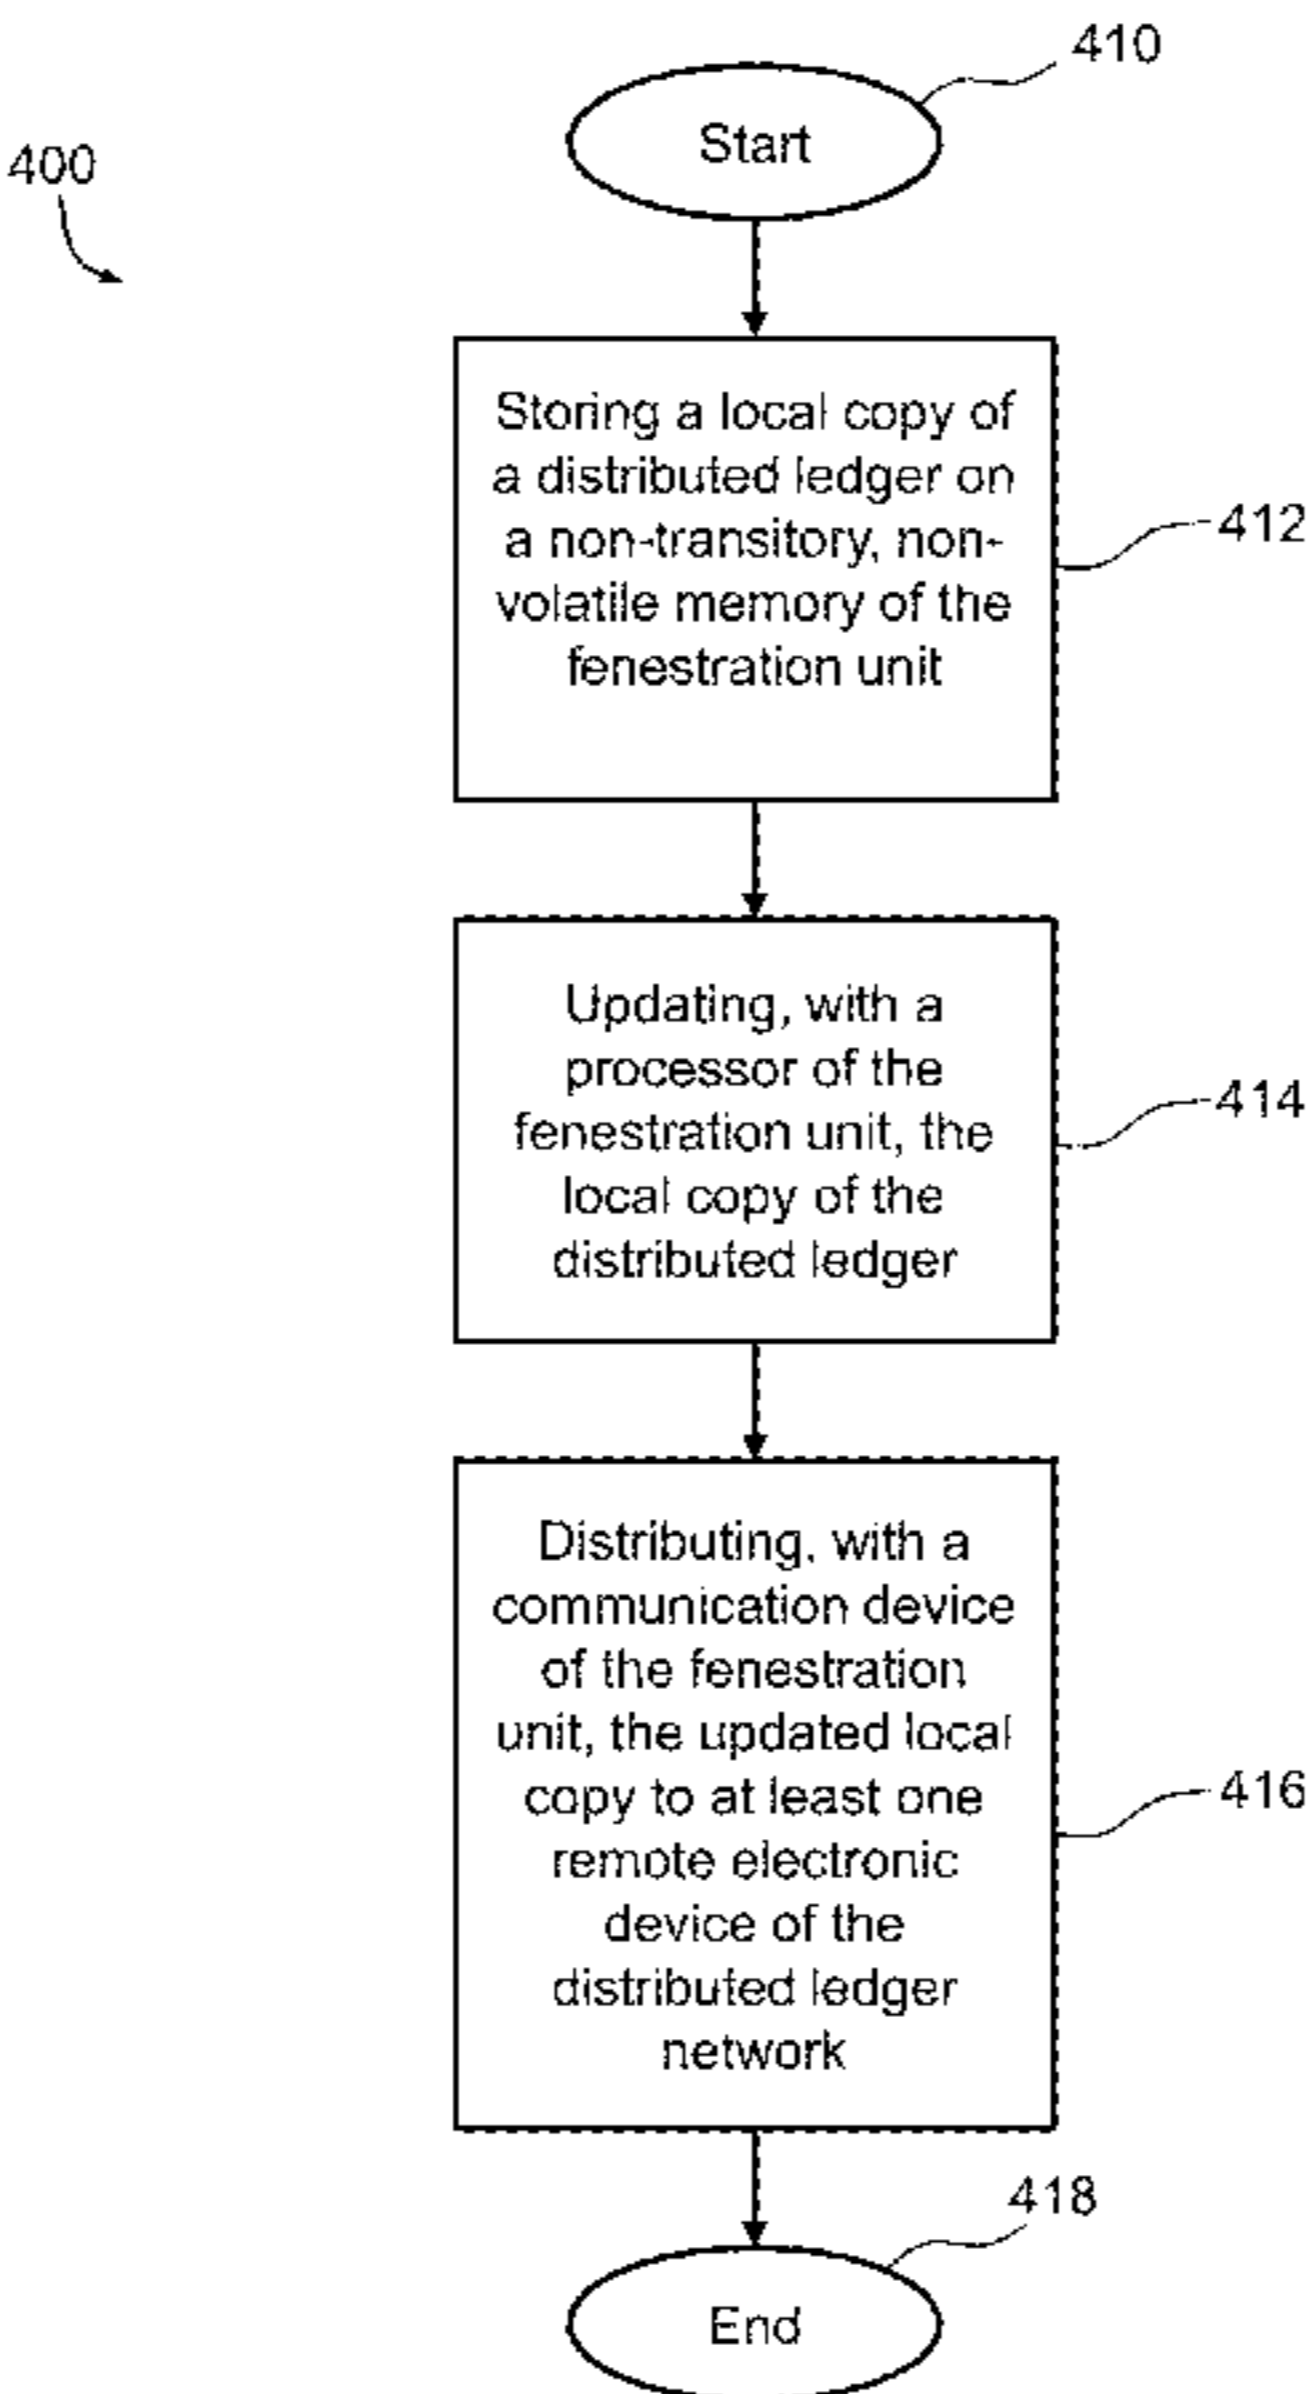 410
Start
400
Storing a local copy of
a distributed ledger on
a non-transitory, non-
volatile memory of the
fenestration unit
412
Updating, with a
processor of the
fenestration unit, the
local copy of the
distributed ledger
414
Distributing, with a
communication device
of the fenestration
unit, the updated local
copy to at least one
remote electronic
device of the
distributed ledger
network
416
418
End